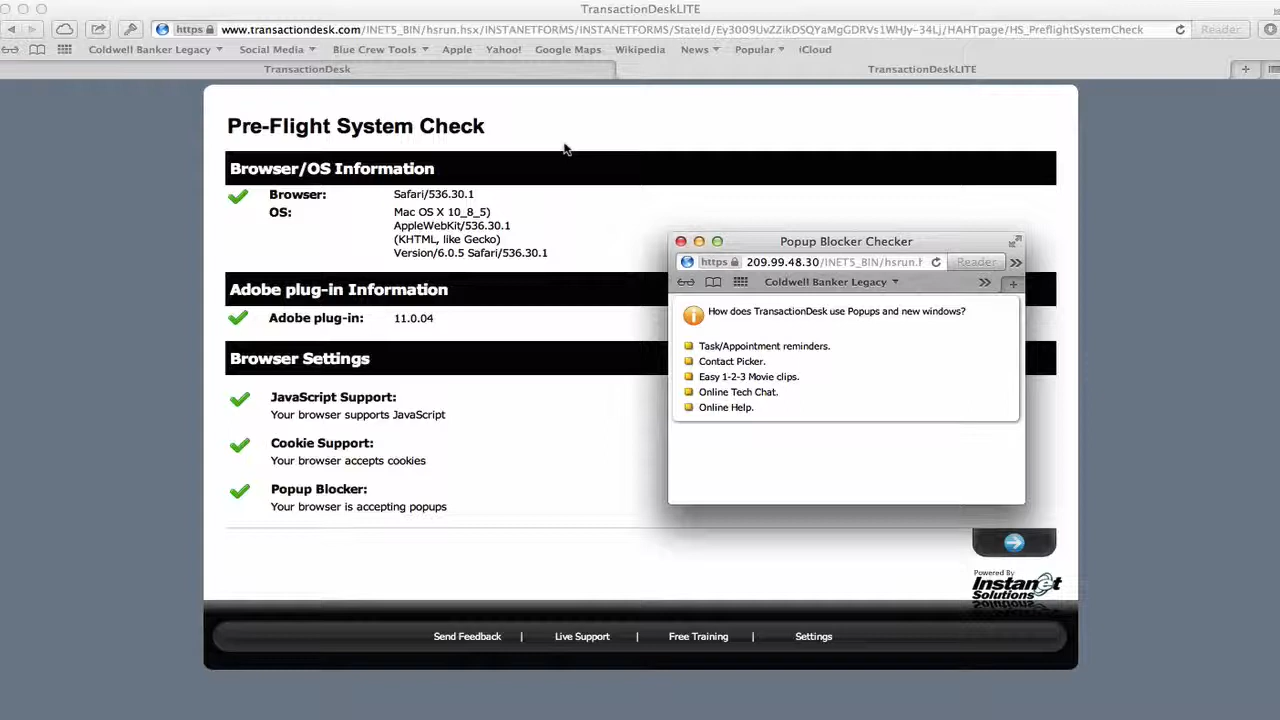 TransactionDeskLITE
https www.transactiondesk.com/INET5_BIN/hsrun.hsx/INSTANETFORMS/INSTANETFORMS/StateId/Ey3009UvZZikDSQYaMgGDRVs1WHJy-34Lj/HAHTpage/HS_PreflightSystemCheck Reader
Coldwell Banker Legacy Social Media Blue Crew Tools Apple Yahoo! Google Maps Wikipedia News Popular iCloud
TransactionDesk TransactionDeskLITE
Pre-Flight System Check
Browser/OS Information
Browser: Safari/536.30.1
OS: Mac OS X 10_8_5)
AppleWebKit/536.30.1
(KHTML, like Gecko)
Version/6.0.5 Safari/536.30.1
Adobe plug-in Information
Adobe plug-in: 11.0.04
Browser Settings
JavaScript Support:
Your browser supports JavaScript
Cookie Support:
Your browser accepts cookies
Popup Blocker:
Your browser is accepting popups
Popup Blocker Checker
https 209.99.48.30/INET5_BIN/hsrun.h Reader
Coldwell Banker Legacy
How does TransactionDesk use Popups and new windows?
Task/Appointment reminders.
Contact Picker.
Easy 1-2-3 Movie clips.
Online Tech Chat.
Online Help.
Powered By
Instanet
Solutions
Send Feedback | Live Support | Free Training | Settings